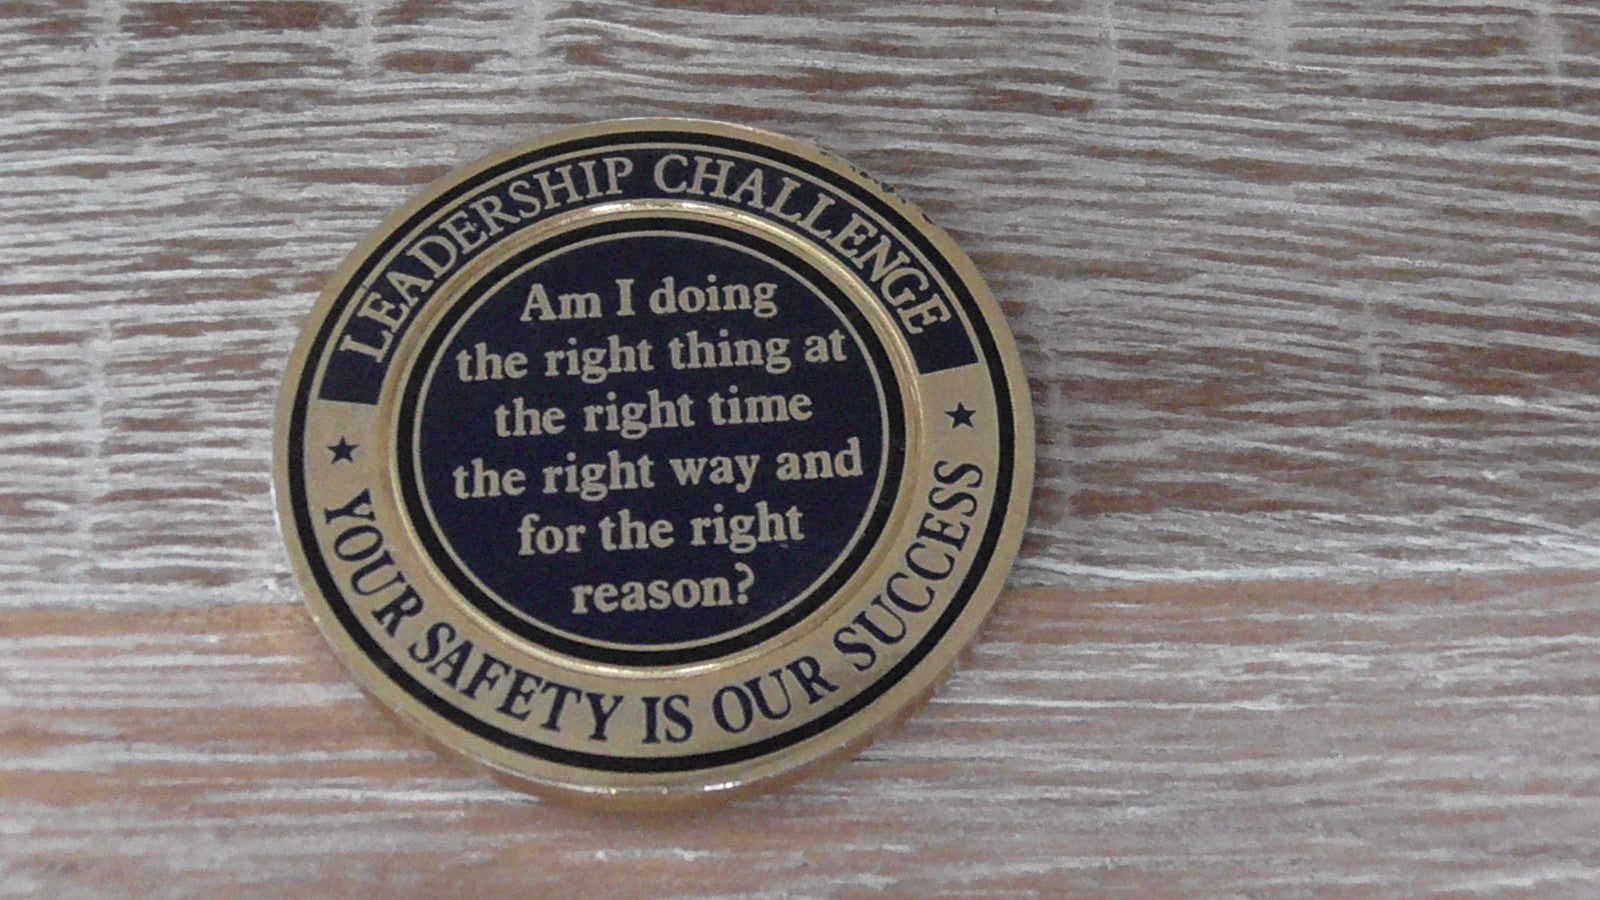 LEADERSHIP CHALLENGE
Am I doing
the right thing at
the right time
the right way and
for the right
reason?
YOUR SAFETY IS OUR SUCCESS